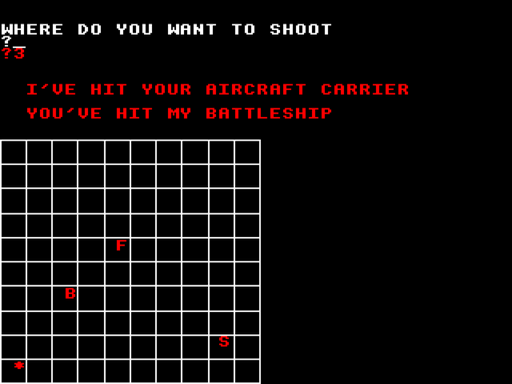 WHERE DO YOU WANT TO SHOOT
?_
?3
I'VE HIT YOUR AIRCRAFT CARRIER
YOU'VE HIT MY BATTLESHIP
F
B
S
*